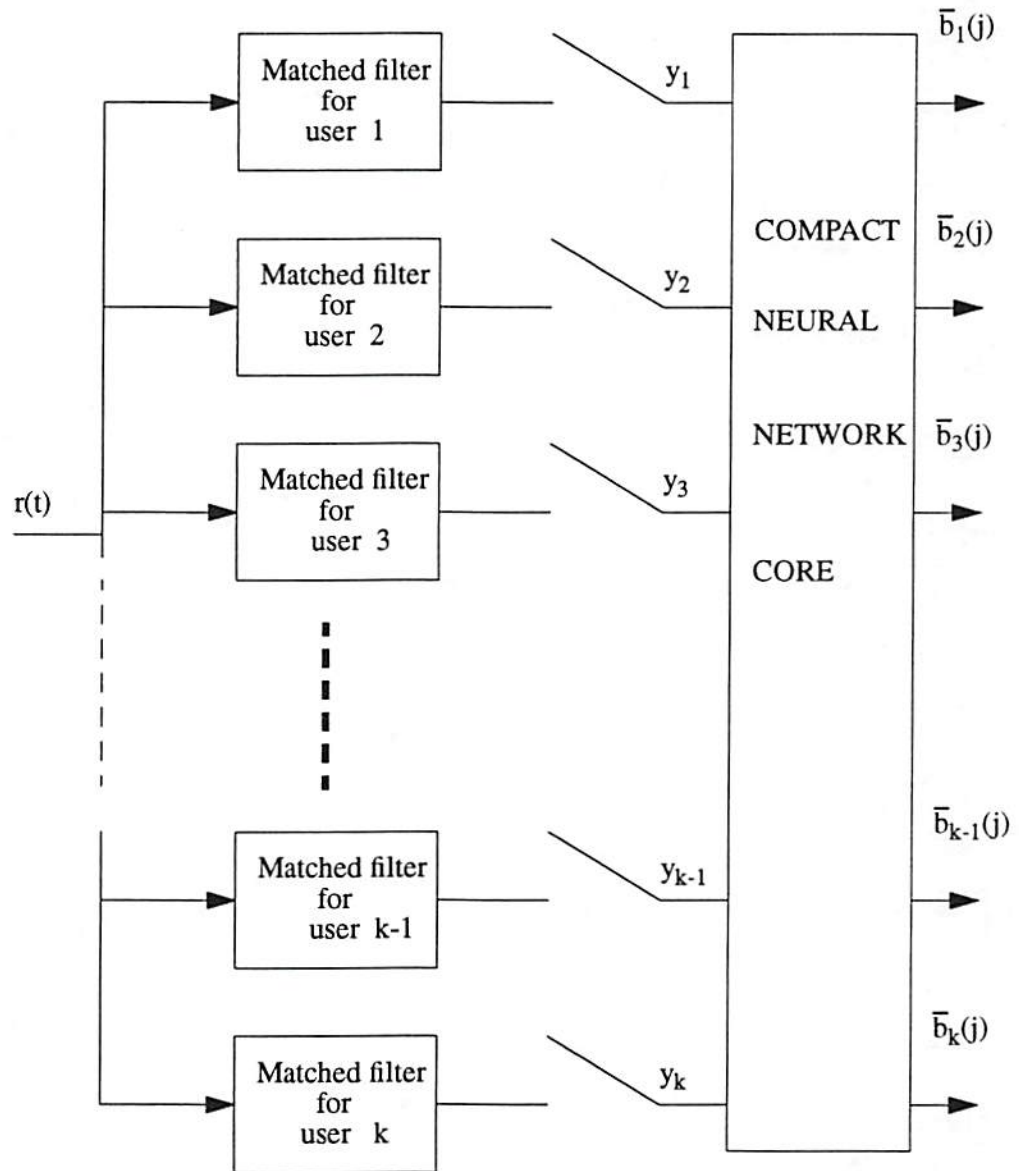 b̅₁(j)
Matched filter
for
user 1
y₁
COMPACT
b̅₂(j)
Matched filter
for
user 2
y₂
NEURAL
NETWORK
b̅₃(j)
Matched filter
for
user 3
y₃
r(t)
CORE
b̅ₖ₋₁(j)
Matched filter
for
user k-1
yₖ₋₁
b̅ₖ(j)
Matched filter
for
user k
yₖ